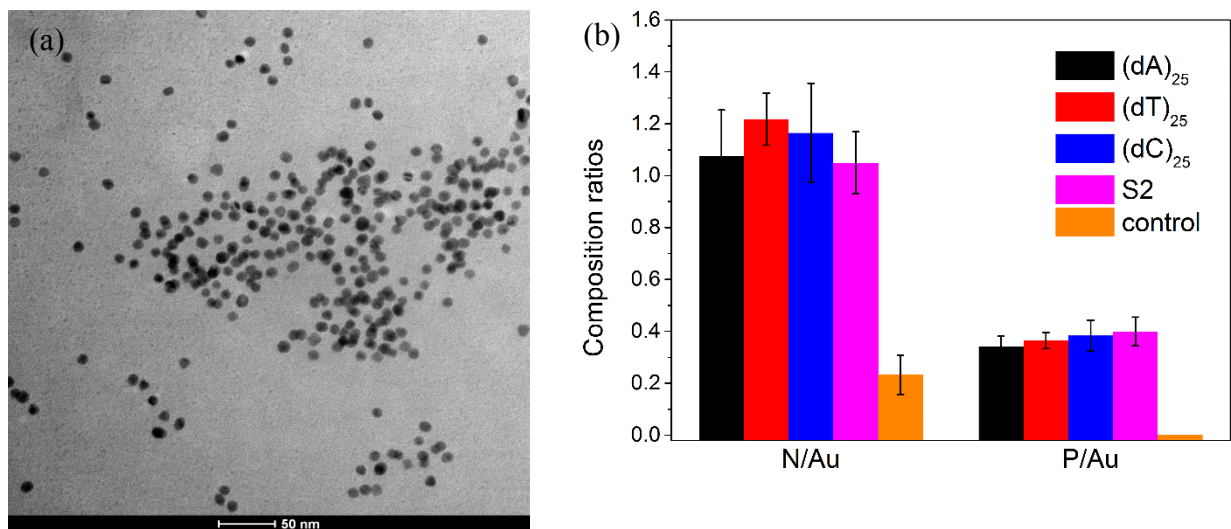 (a)
50 nm
(b)
Composition ratios
1.6
1.4
1.2
1.0
0.8
0.6
0.4
0.2
0.0
(dA)25
(dT)25
(dC)25
S2
control
N/Au
P/Au